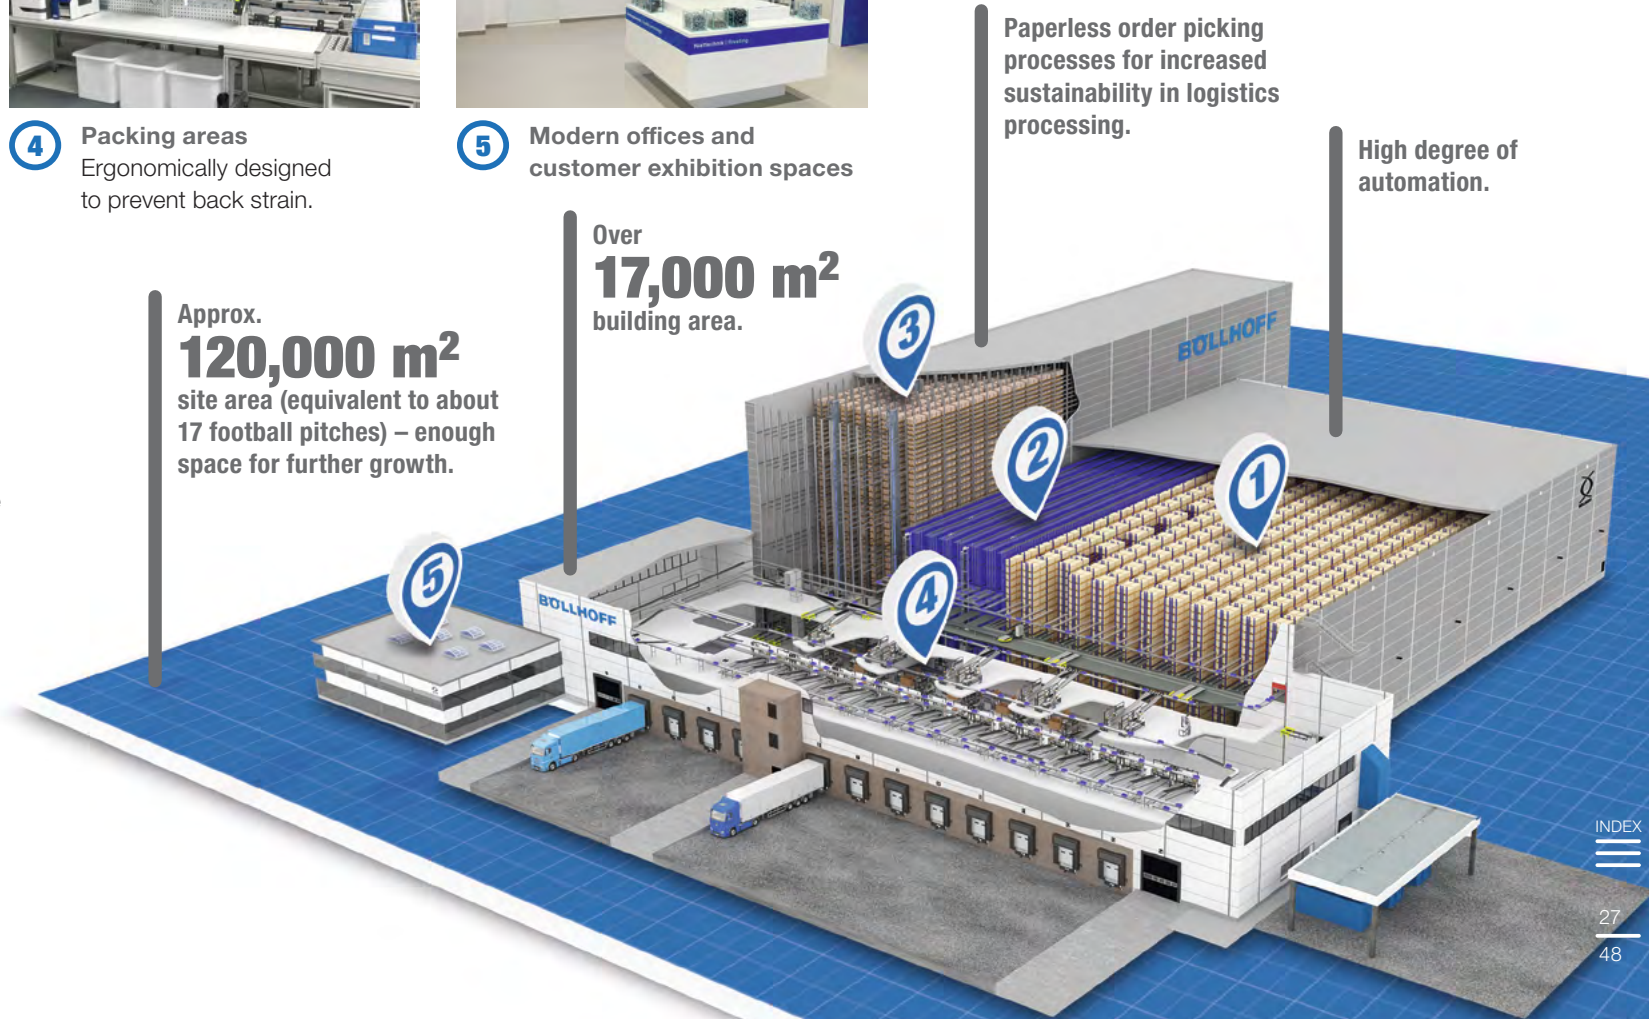 4
Packing areas
Ergonomically designed
to prevent back strain.
5
Modern offices and
customer exhibition spaces
Paperless order picking
processes for increased
sustainability in logistics
processing.
High degree of
automation.
Over
17,000 m²
building area.
Approx.
120,000 m²
site area (equivalent to about
17 football pitches) – enough
space for further growth.
3
BÖLLHOFF
2
1
5
BÖLLHOFF
4
INDEX
27
48